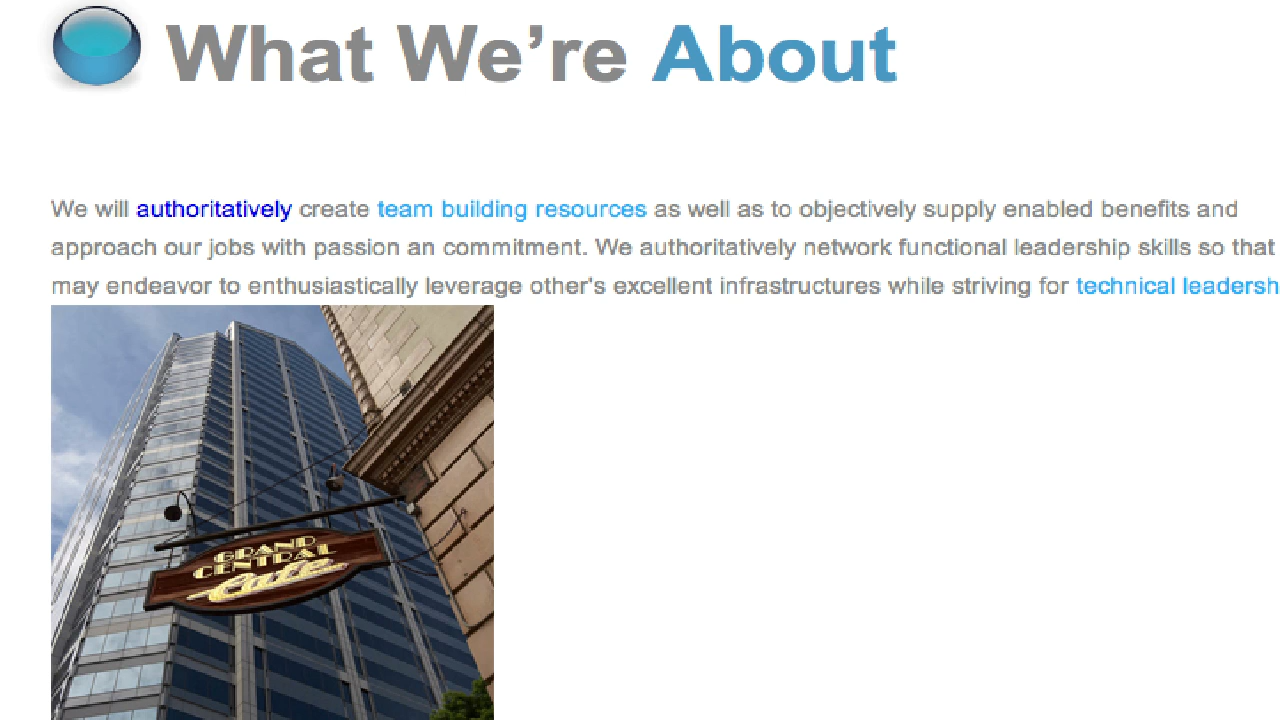 What We’re About
We will authoritatively create team building resources as well as to objectively supply enabled benefits and
approach our jobs with passion an commitment. We authoritatively network functional leadership skills so that
may endeavor to enthusiastically leverage other's excellent infrastructures while striving for technical leadersh
GRAND
CENTRAL
Cafe